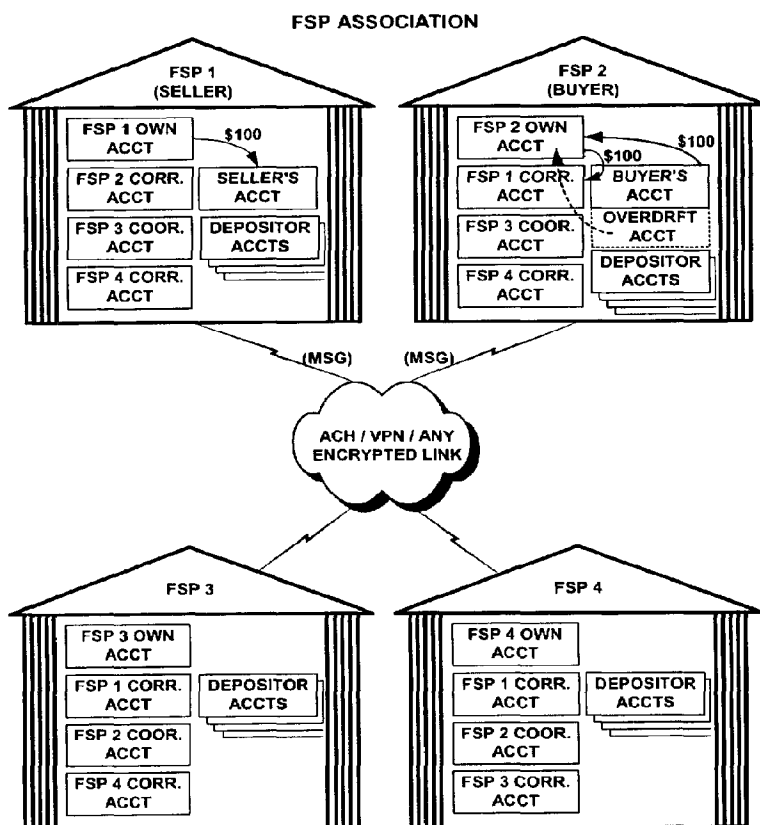 FSP ASSOCIATION
FSP 1
(SELLER)
FSP 1 OWN
ACCT
$100
FSP 2 CORR.
ACCT
SELLER'S
ACCT
FSP 3 COOR.
ACCT
DEPOSITOR
ACCTS
FSP 4 CORR.
ACCT
FSP 2
(BUYER)
FSP 2 OWN
ACCT
$100
$100
FSP 1 CORR.
ACCT
BUYER'S
ACCT
OVERDRFT
ACCT
FSP 3 COOR.
ACCT
FSP 4 CORR.
ACCT
DEPOSITOR
ACCTS
(MSG)
(MSG)
ACH / VPN / ANY
ENCRYPTED LINK
FSP 3
FSP 3 OWN
ACCT
FSP 1 CORR.
ACCT
DEPOSITOR
ACCTS
FSP 2 COOR.
ACCT
FSP 4 CORR.
ACCT
FSP 4
FSP 4 OWN
ACCT
FSP 1 CORR.
ACCT
DEPOSITOR
ACCTS
FSP 2 COOR.
ACCT
FSP 3 CORR.
ACCT